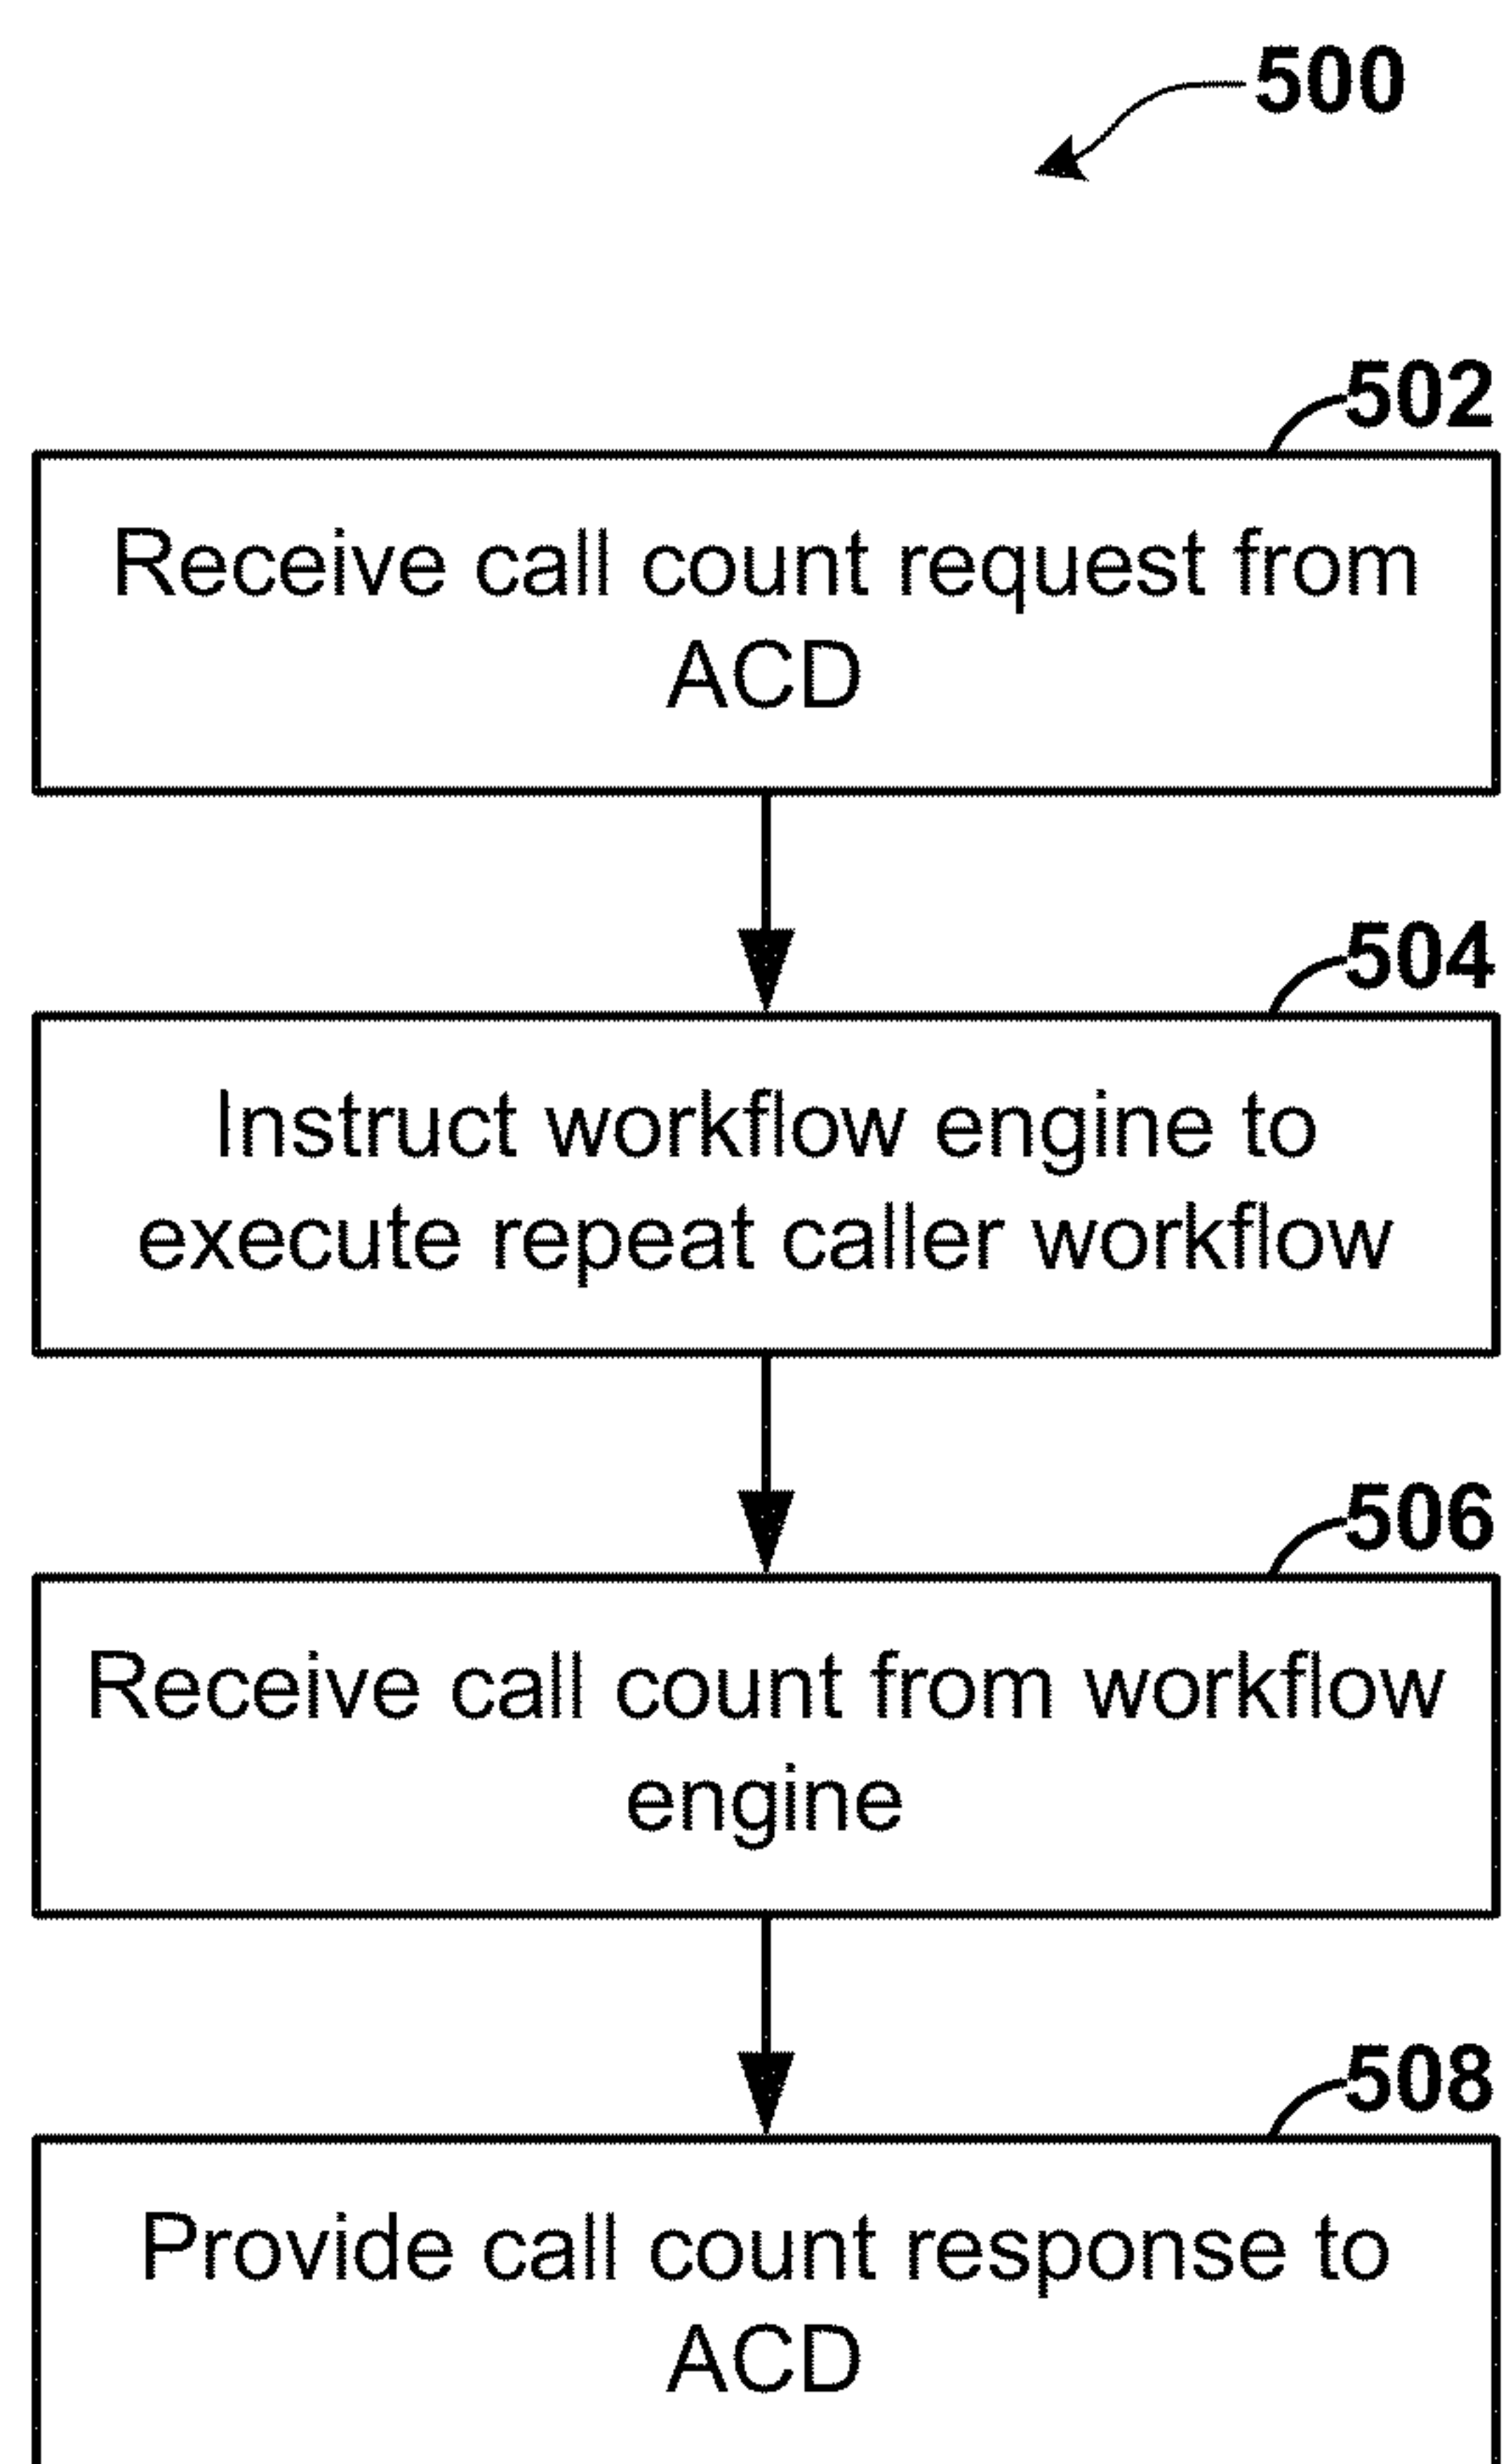 500
502
Receive call count request from
ACD
504
Instruct workflow engine to
execute repeat caller workflow
506
Receive call count from workflow
engine
508
Provide call count response to
ACD